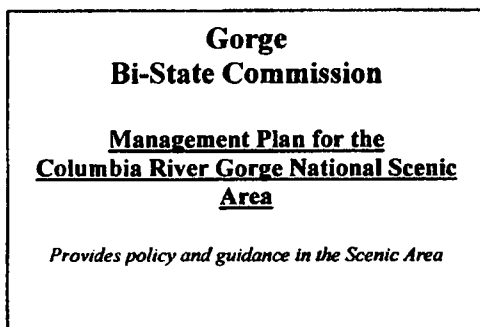 Gorge
Bi-State Commission
Management Plan for the
Columbia River Gorge National Scenic
Area
Provides policy and guidance in the Scenic Area